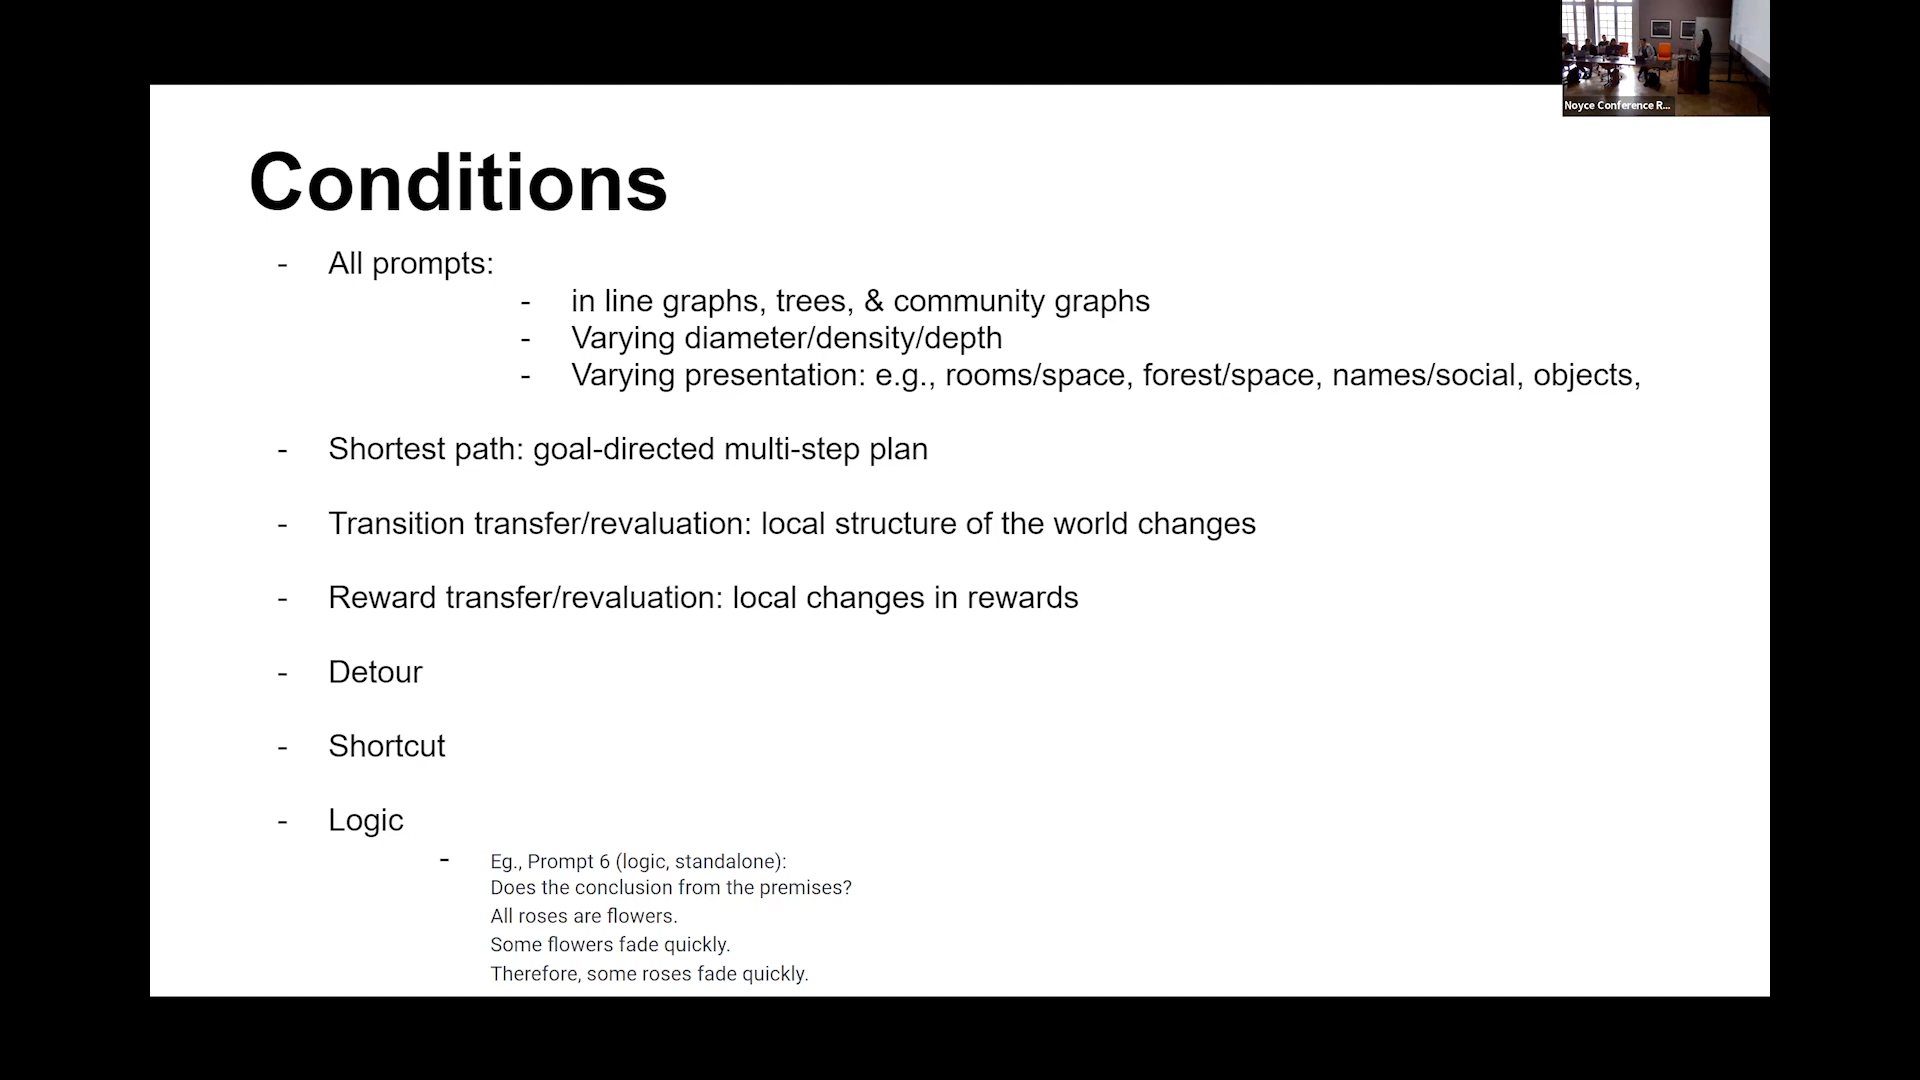 Noyce Conference R...
Conditions
- All prompts:
- in line graphs, trees, & community graphs
- Varying diameter/density/depth
- Varying presentation: e.g., rooms/space, forest/space, names/social, objects,
- Shortest path: goal-directed multi-step plan
- Transition transfer/revaluation: local structure of the world changes
- Reward transfer/revaluation: local changes in rewards
- Detour
- Shortcut
- Logic
- Eg., Prompt 6 (logic, standalone):
Does the conclusion from the premises?
All roses are flowers.
Some flowers fade quickly.
Therefore, some roses fade quickly.